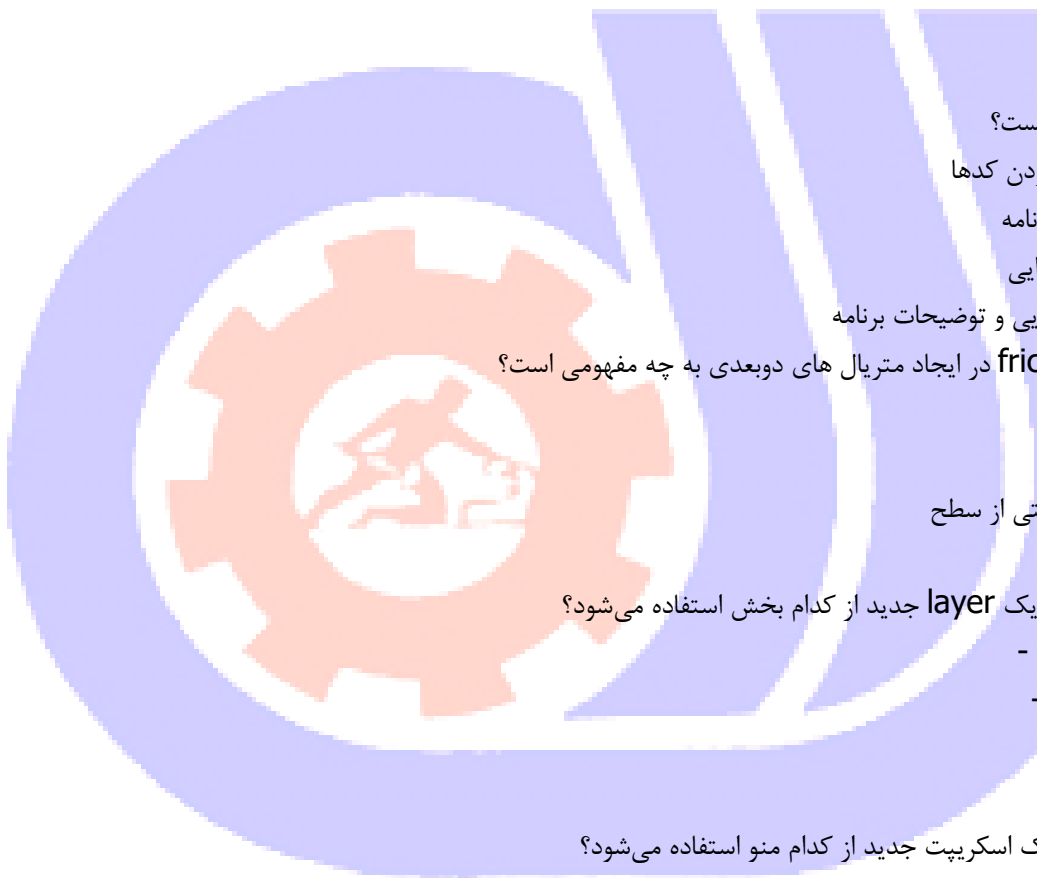 ست؟
دن کدها
نامه
ایی
یی و توضیحات برنامه
fric در ایجاد متریال های دوبعدی به چه مفهومی است؟
تی از سطح
یک layer جدید از کدام بخش استفاده می‌شود؟
-
-
ک اسکریپت جدید از کدام منو استفاده می‌شود؟